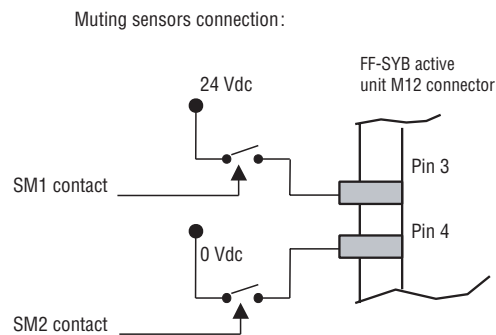 Muting sensors connection:
FF-SYB active
unit M12 connector
24 Vdc
Pin 3
SM1 contact
Pin 4
0 Vdc
SM2 contact